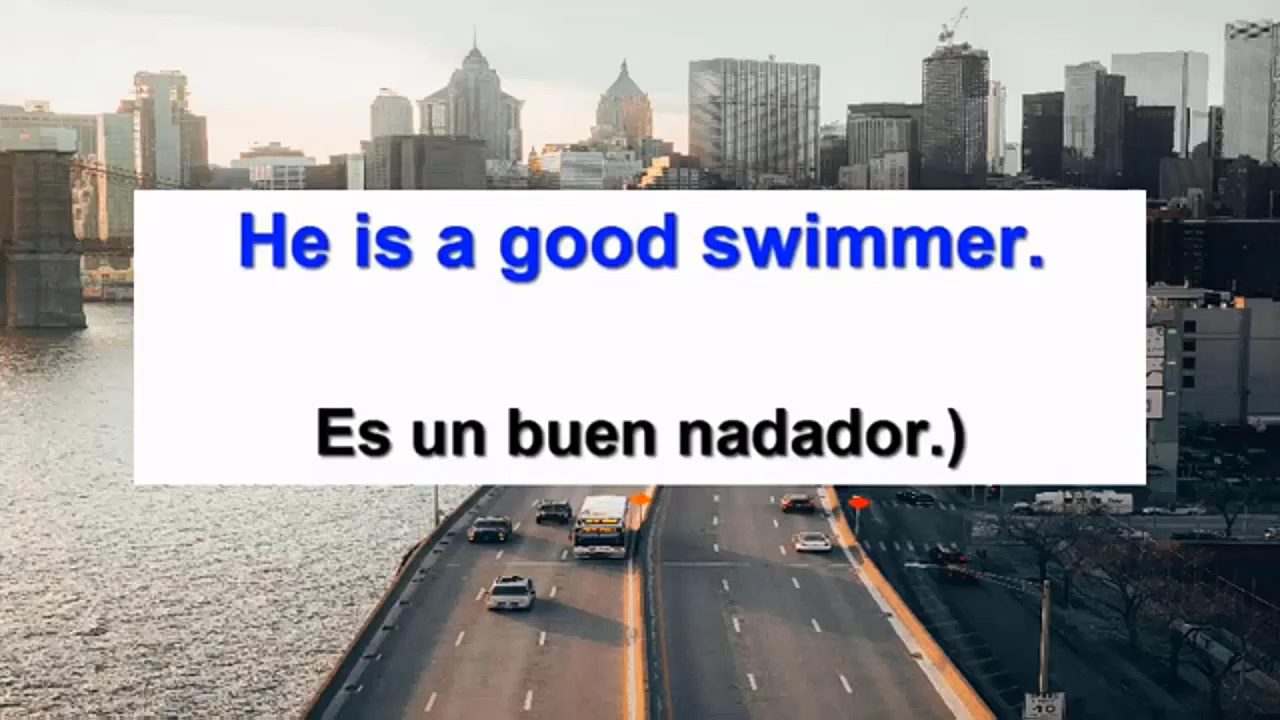 He is a good swimmer.
Es un buen nadador.)